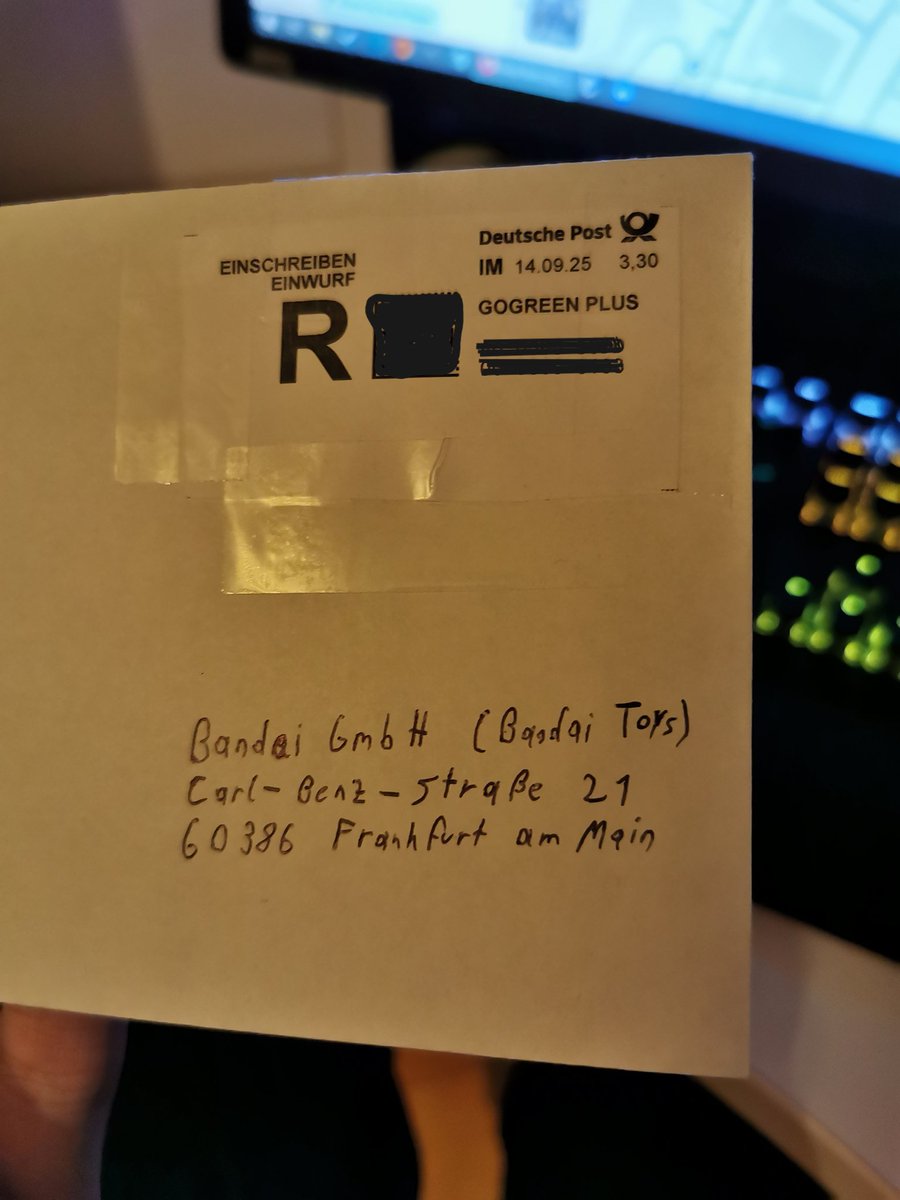 Deutsche Post
EINSCHREIBEN
EINWURF
IM 14.09.25 3,30
R
GOGREEN PLUS
Bandai GmbH (Bandai Toys)
Carl-Benz-Straße 21
60386 Frankfurt am Main